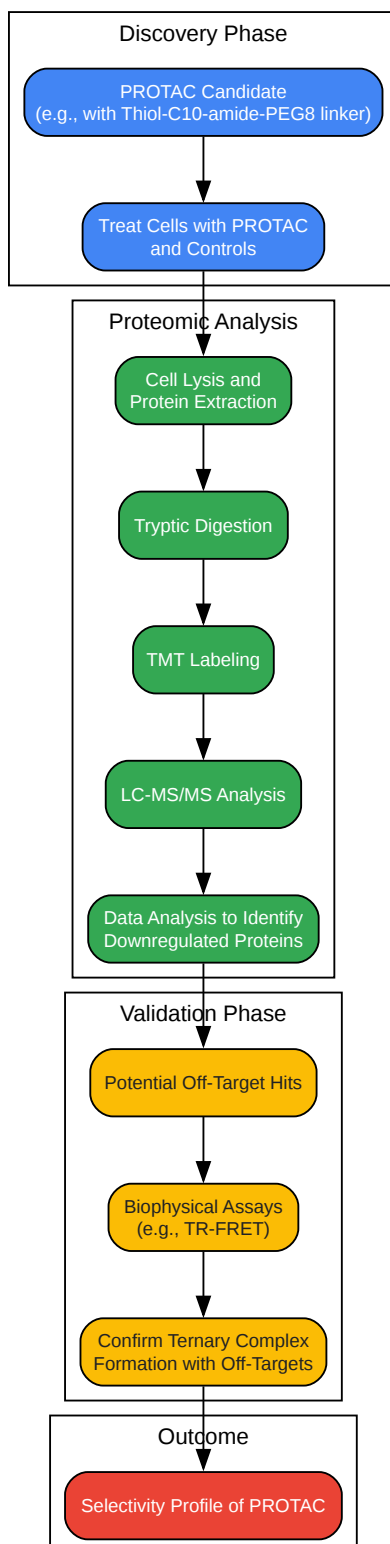 Discovery Phase
PROTAC Candidate
(e.g., with Thiol-C10-amide-PEG8 linker)
Treat Cells with PROTAC
and Controls
Proteomic Analysis
Cell Lysis and
Protein Extraction
Tryptic Digestion
TMT Labeling
LC-MS/MS Analysis
Data Analysis to Identify
Downregulated Proteins
Validation Phase
Potential Off-Target Hits
Biophysical Assays
(e.g., TR-FRET)
Confirm Ternary Complex
Formation with Off-Targets
Outcome
Selectivity Profile of PROTAC